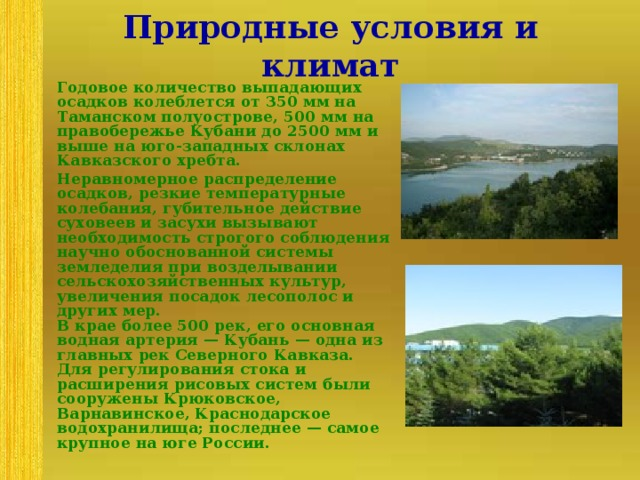 Природные условия и
климат
Годовое количество выпадающих
осадков колеблется от 350 мм на
Таманском полуострове, 500 мм на
правобережье Кубани до 2500 мм и
выше на юго-западных склонах
Кавказского хребта.
Неравномерное распределение
осадков, резкие температурные
колебания, губительное действие
суховеев и засухи вызывают
необходимость строгого соблюдения
научно обоснованной системы
земледелия при возделывании
сельскохозяйственных культур,
увеличения посадок лесополос и
других мер.
В крае более 500 рек, его основная
водная артерия — Кубань — одна из
главных рек Северного Кавказа.
Для регулирования стока и
расширения рисовых систем были
сооружены Крюковское,
Варнавинское, Краснодарское
водохранилища; последнее — самое
крупное на юге России.